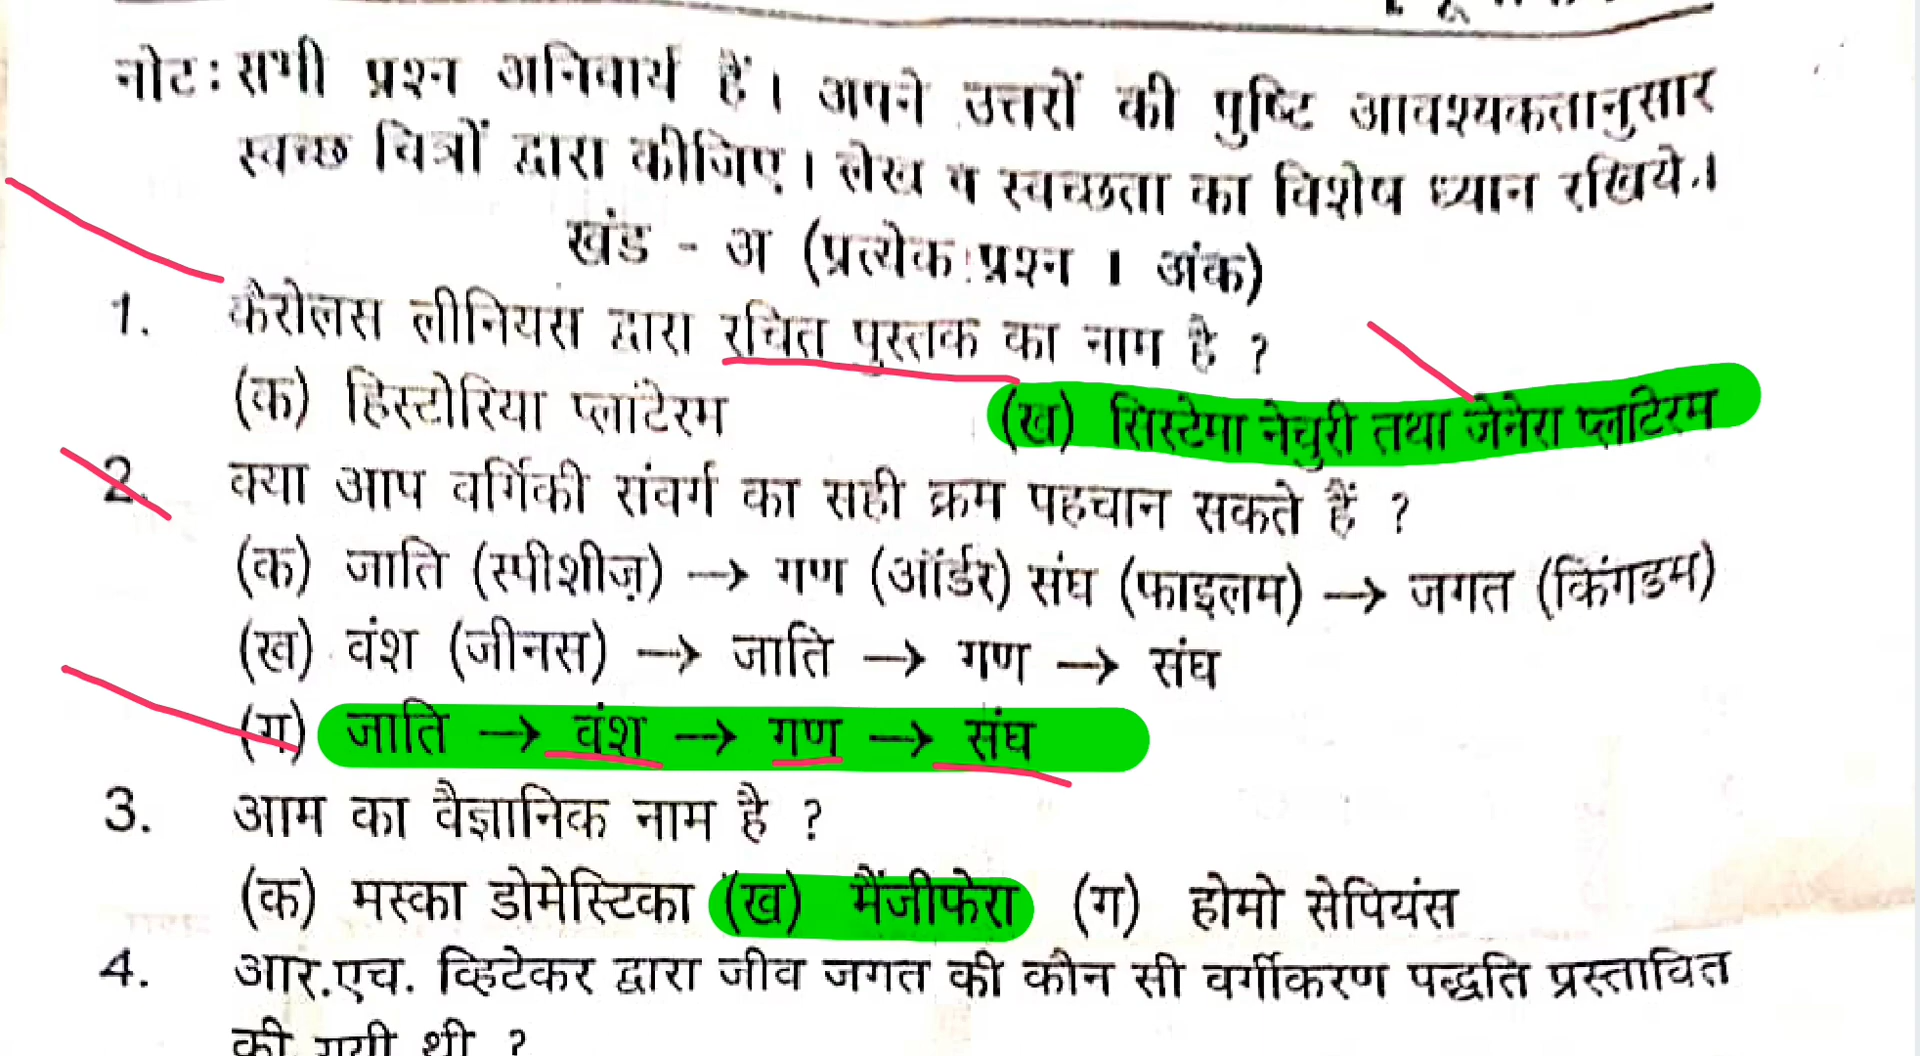 नोट: सभी प्रश्न अनिवार्य हैं। अपने उत्तरों की पुष्टि आवश्यकतानुसार
स्वच्छ चित्रों द्वारा कीजिए। लेख व स्वच्छता का विशेष ध्यान रखिये।
खंड - अ (प्रत्येक प्रश्न 1 अंक)
1. कैरोलस लीनियस द्वारा रचित पुस्तक का नाम है ?
(क) हिस्टोरिया प्लांटेरम (ख) सिस्टेमा नेचुरी तथा जेनेरा प्लांटेरम
2. क्या आप वर्गिकी संवर्ग का सही क्रम पहचान सकते हैं ?
(क) जाति (स्पीशीज़) → गण (ऑर्डर) संघ (फाइलम) → जगत (किंगडम)
(ख) वंश (जीनस) → जाति → गण → संघ
(ग) जाति → वंश → गण → संघ
3. आम का वैज्ञानिक नाम है ?
(क) मस्का डोमेस्टिका (ख) मैंजीफेरा (ग) होमो सेपियंस
4. आर.एच. व्हिटेकर द्वारा जीव जगत की कौन सी वर्गीकरण पद्धति प्रस्तावित
की गयी थी ?